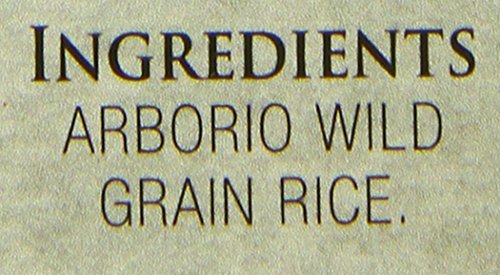 INGREDIENTS
ARBORIO WILD
GRAIN RICE.